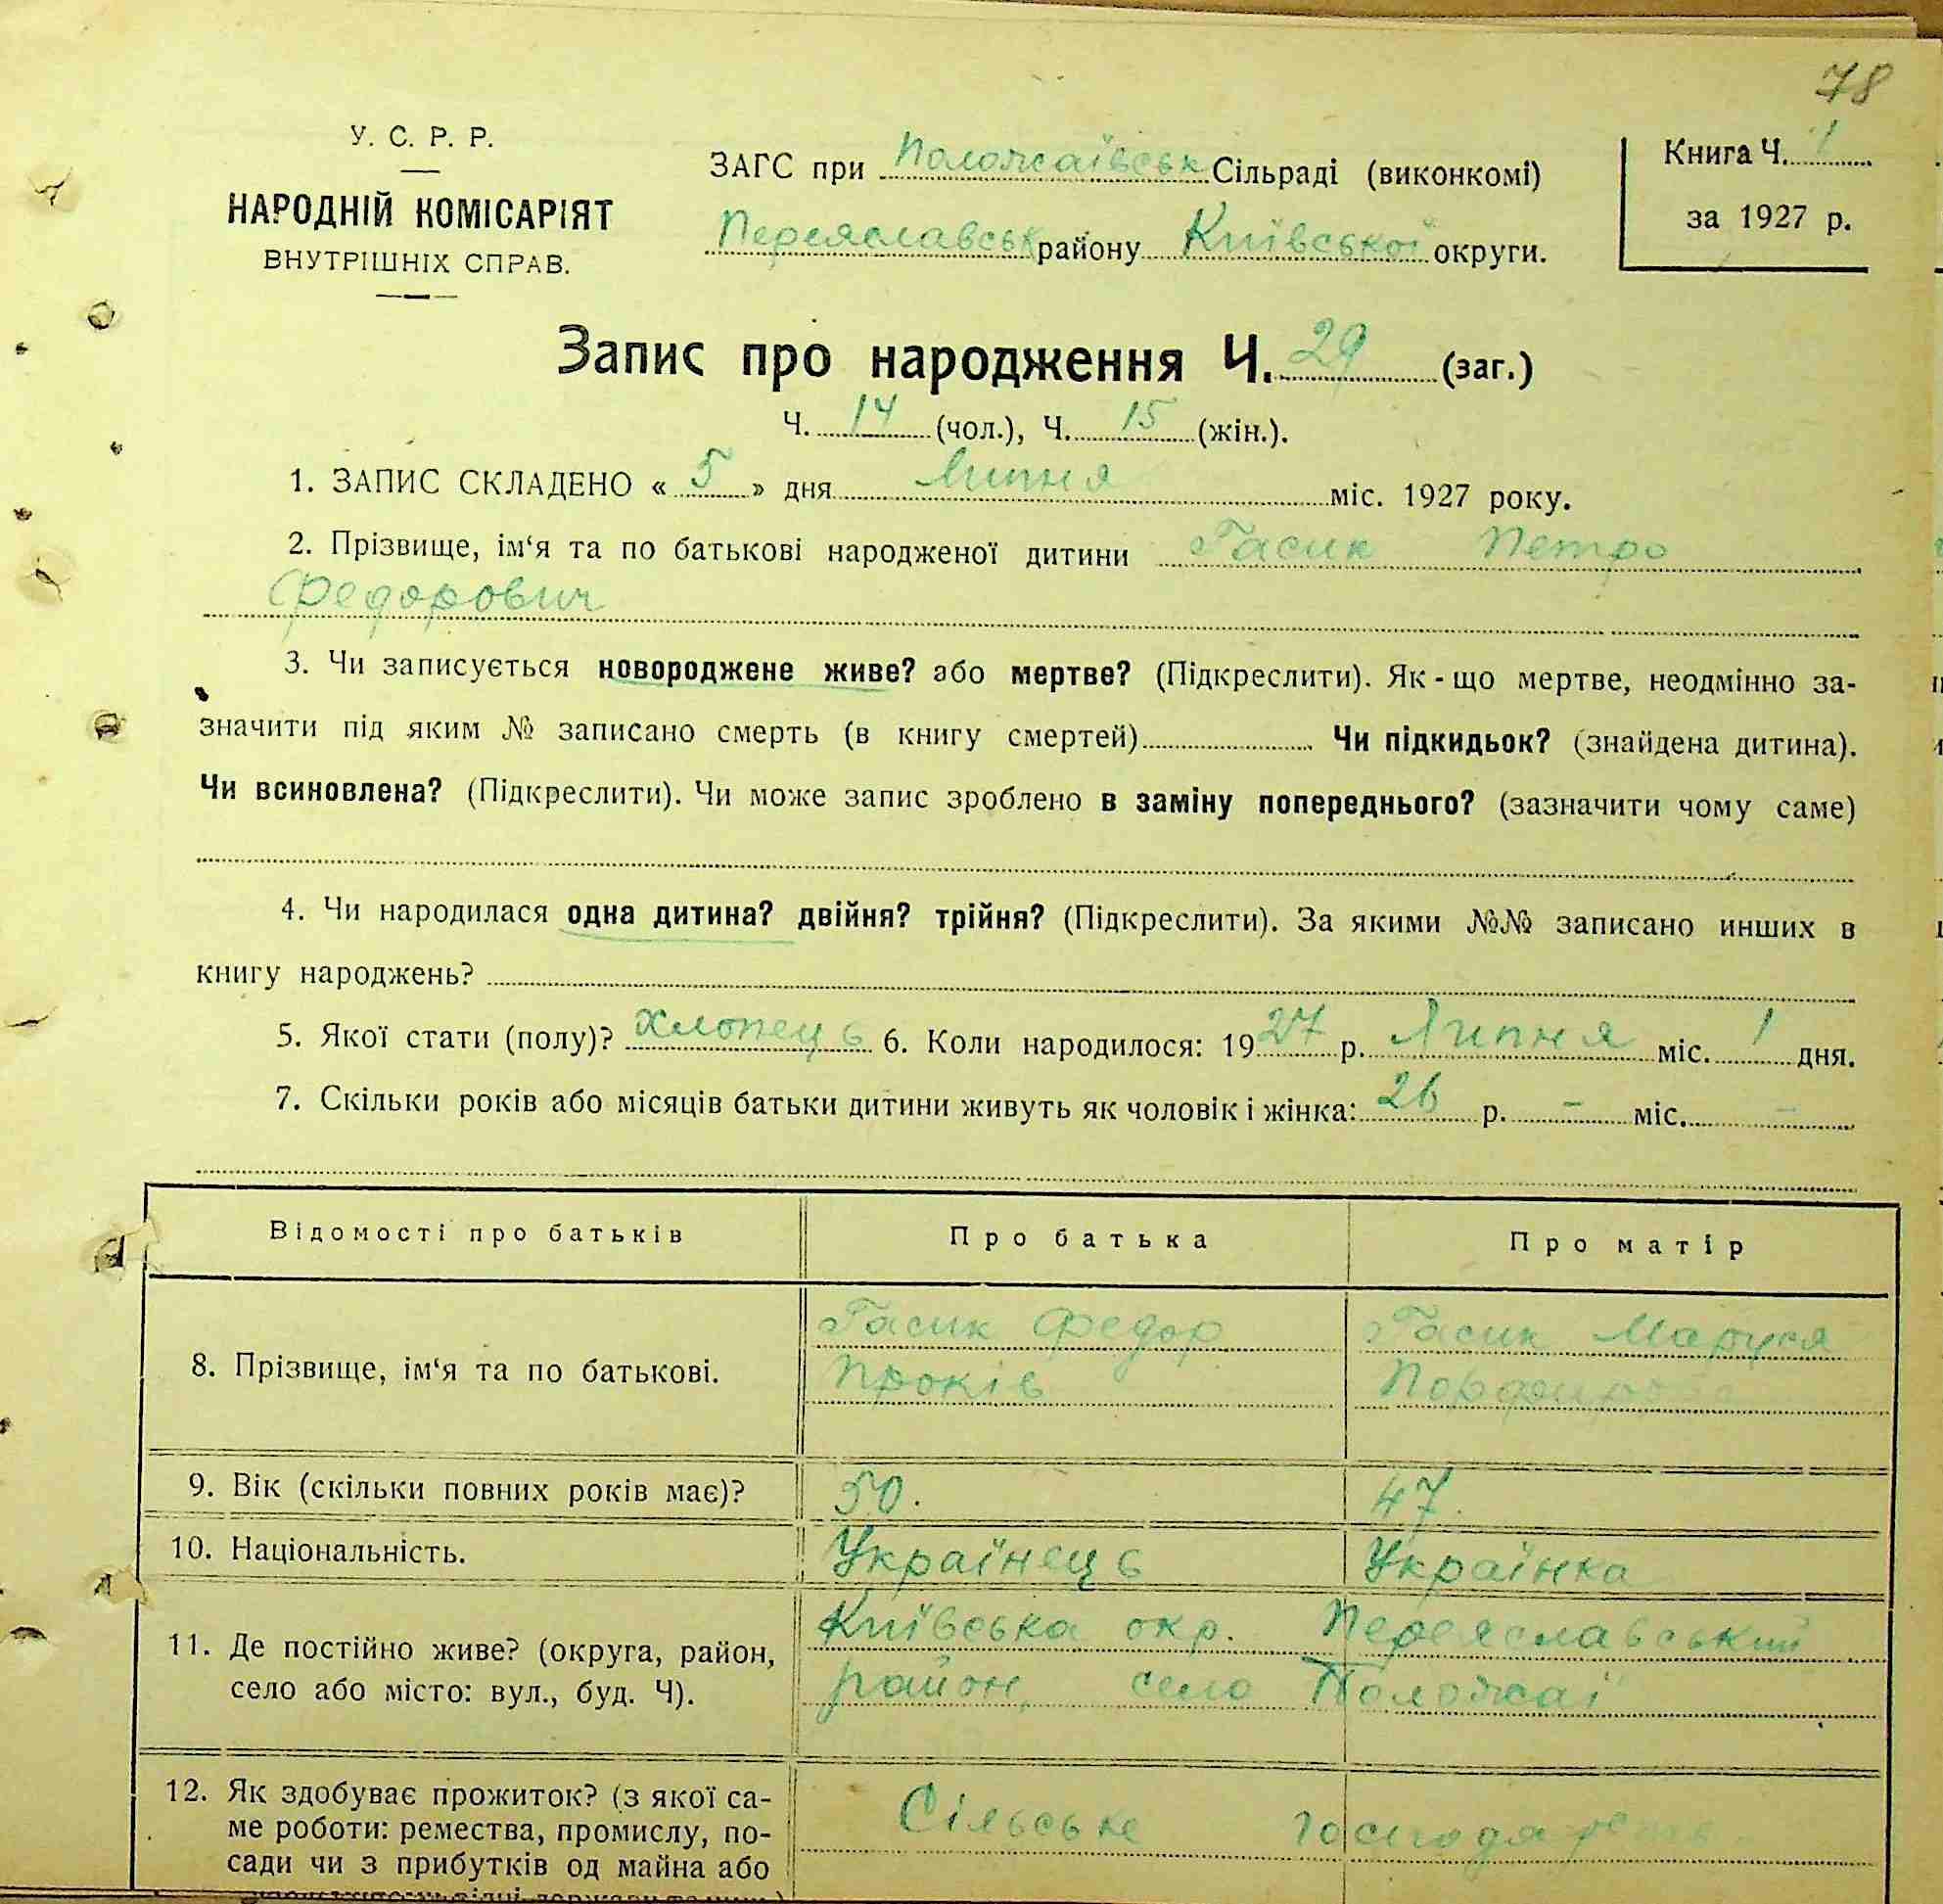 78
У. С. Р. Р.
НАРОДНІЙ КОМІСАРІЯТ
ВНУТРІШНІХ СПРАВ.
ЗАГС при Положаївськ Сільраді (виконкомі)
Переяславськ району Київської округи.
Книга Ч. 1
за 1927 р.
Запис про народження Ч. 29 (заг.)
Ч. 14 (чол.), Ч. 15 (жін.).
1. ЗАПИС СКЛАДЕНО « 5 » дня Липня міс. 1927 року.
2. Прізвище, ім‘я та по батькові народженої дитини Гасик Петро
Федорович
3. Чи записується новороджене живе? або мертве? (Підкреслити). Як - що мертве, неодмінно за-
значити під яким № записано смерть (в книгу смертей) Чи підкидьок? (знайдена дитина).
Чи всиновлена? (Підкреслити). Чи може запис зроблено в заміну попереднього? (зазначити чому саме)
4. Чи народилася одна дитина? двійня? трійня? (Підкреслити). За якими №№ записано инших в
книгу народжень?
5. Якої стати (полу)? Хлопець 6. Коли народилося: 1927 р. Липня міс. 1 дня.
7. Скільки років або місяців батьки дитини живуть як чоловік і жінка: 26 р. – міс. –
Відомості про батьків Про батька Про матір
8. Прізвище, ім‘я та по батькові.
Гасик Федор
Проків
Гасик Маруся
9. Вік (скільки повних років має)? 50. 47.
10. Національність. Українець Українка
11. Де постійно живе? (округа, район,
село або місто: вул., буд. Ч).
Київська окр. Переяславський
район, село Положаї
12. Як здобуває прожиток? (з якої са-
ме роботи: ремества, промислу, по-
сади чи з прибутків од майна або
Сільське